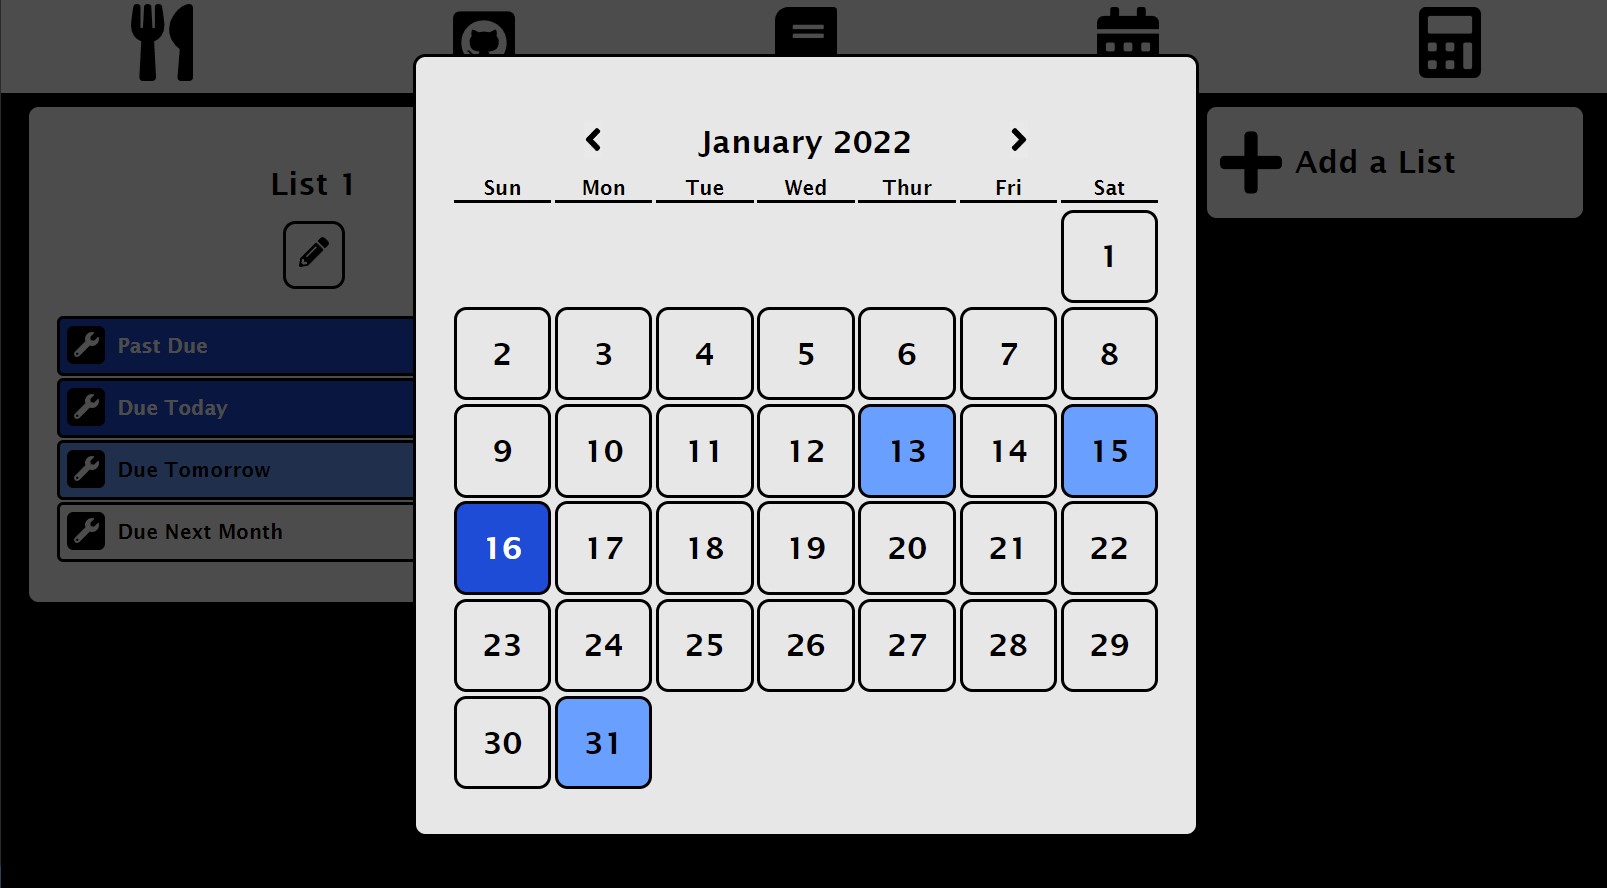 List 1
Past Due
Due Today
Due Tomorrow
Due Next Month
January 2022
Sun Mon Tue Wed Thur Fri Sat
1
2 3 4 5 6 7 8
9 10 11 12 13 14 15
16 17 18 19 20 21 22
23 24 25 26 27 28 29
30 31
Add a List